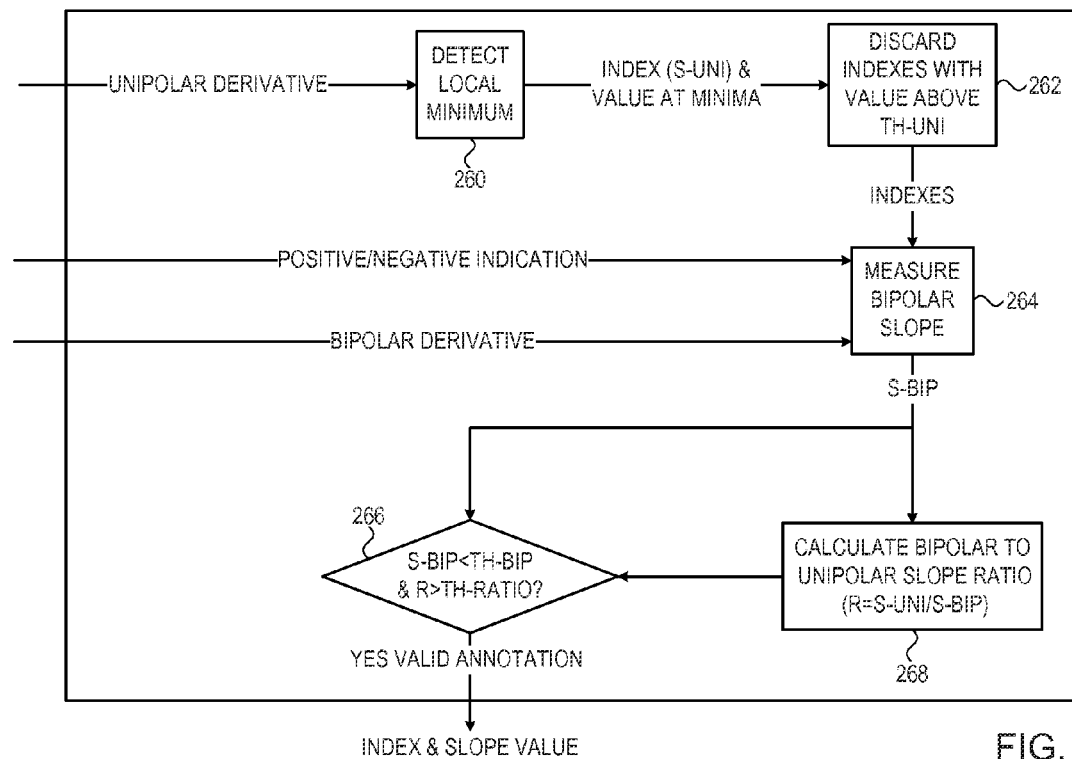 UNIPOLAR DERIVATIVE
DETECT
LOCAL
MINIMUM
260
INDEX (S-UNI) &
VALUE AT MINIMA
DISCARD
INDEXES WITH
VALUE ABOVE
TH-UNI
262
INDEXES
POSITIVE/NEGATIVE INDICATION
MEASURE
BIPOLAR
SLOPE
264
BIPOLAR DERIVATIVE
S-BIP
266
S-BIP<TH-BIP
& R>TH-RATIO?
CALCULATE BIPOLAR TO
UNIPOLAR SLOPE RATIO
(R=S-UNI/S-BIP)
268
YES VALID ANNOTATION
INDEX & SLOPE VALUE
FIG.